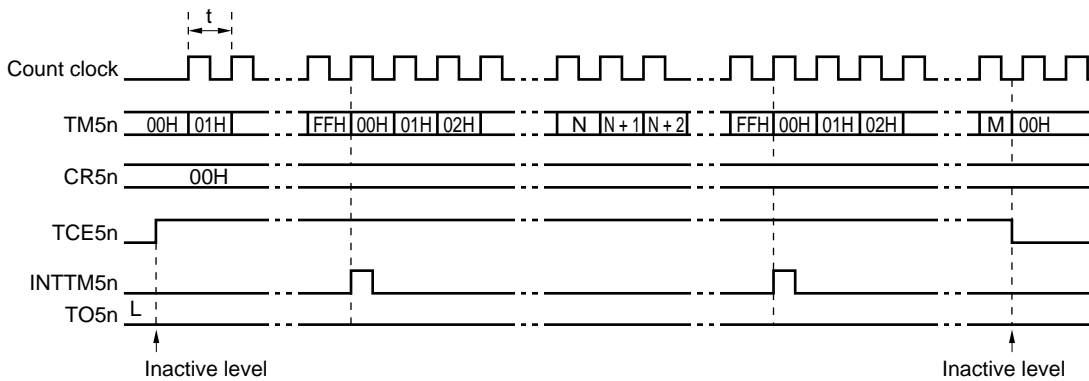 t
Count clock
TM5n 00H 01H FFH 00H 01H 02H N N + 1 N + 2 FFH 00H 01H 02H M 00H
CR5n 00H
TCE5n
INTTM5n
TO5n L
Inactive level Inactive level